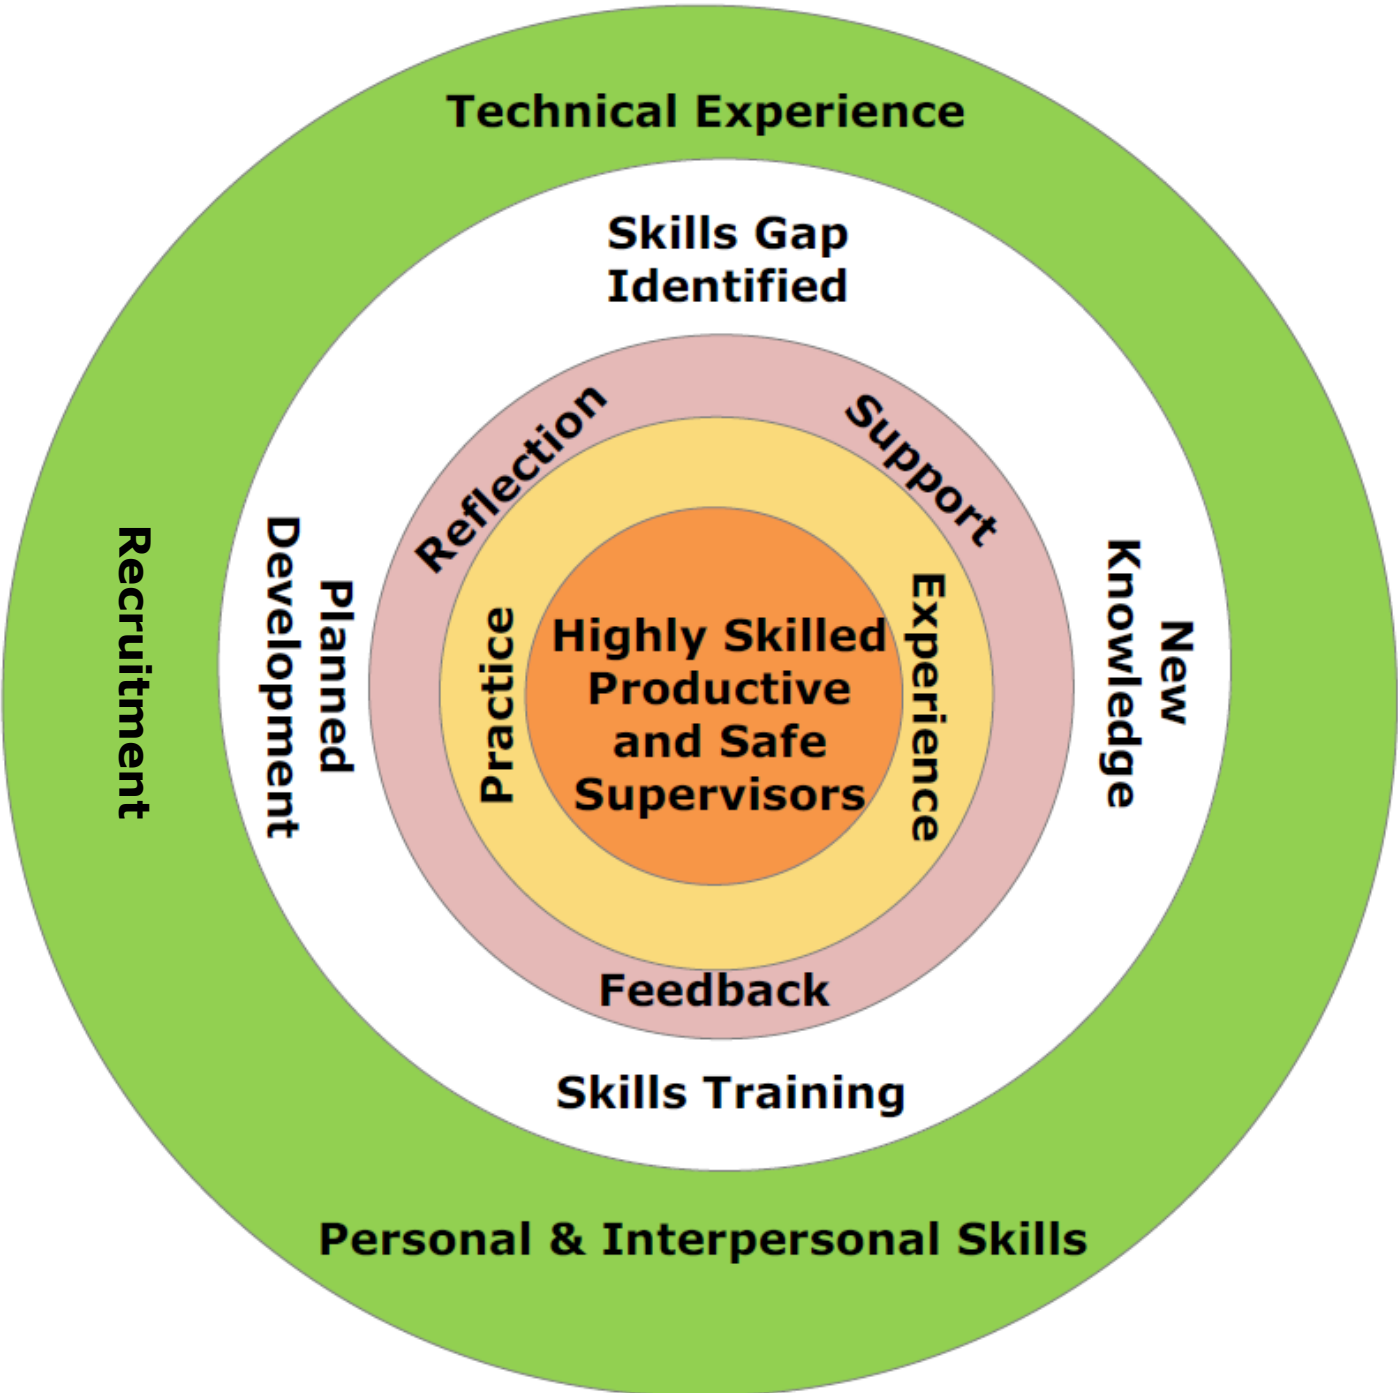 Technical Experience
Skills Gap
Identified
Reflection
Support
Recruitment
Planned
Development
Practice
Highly Skilled
Productive
and Safe
Supervisors
Experience
New
Knowledge
Feedback
Skills Training
Personal & Interpersonal Skills